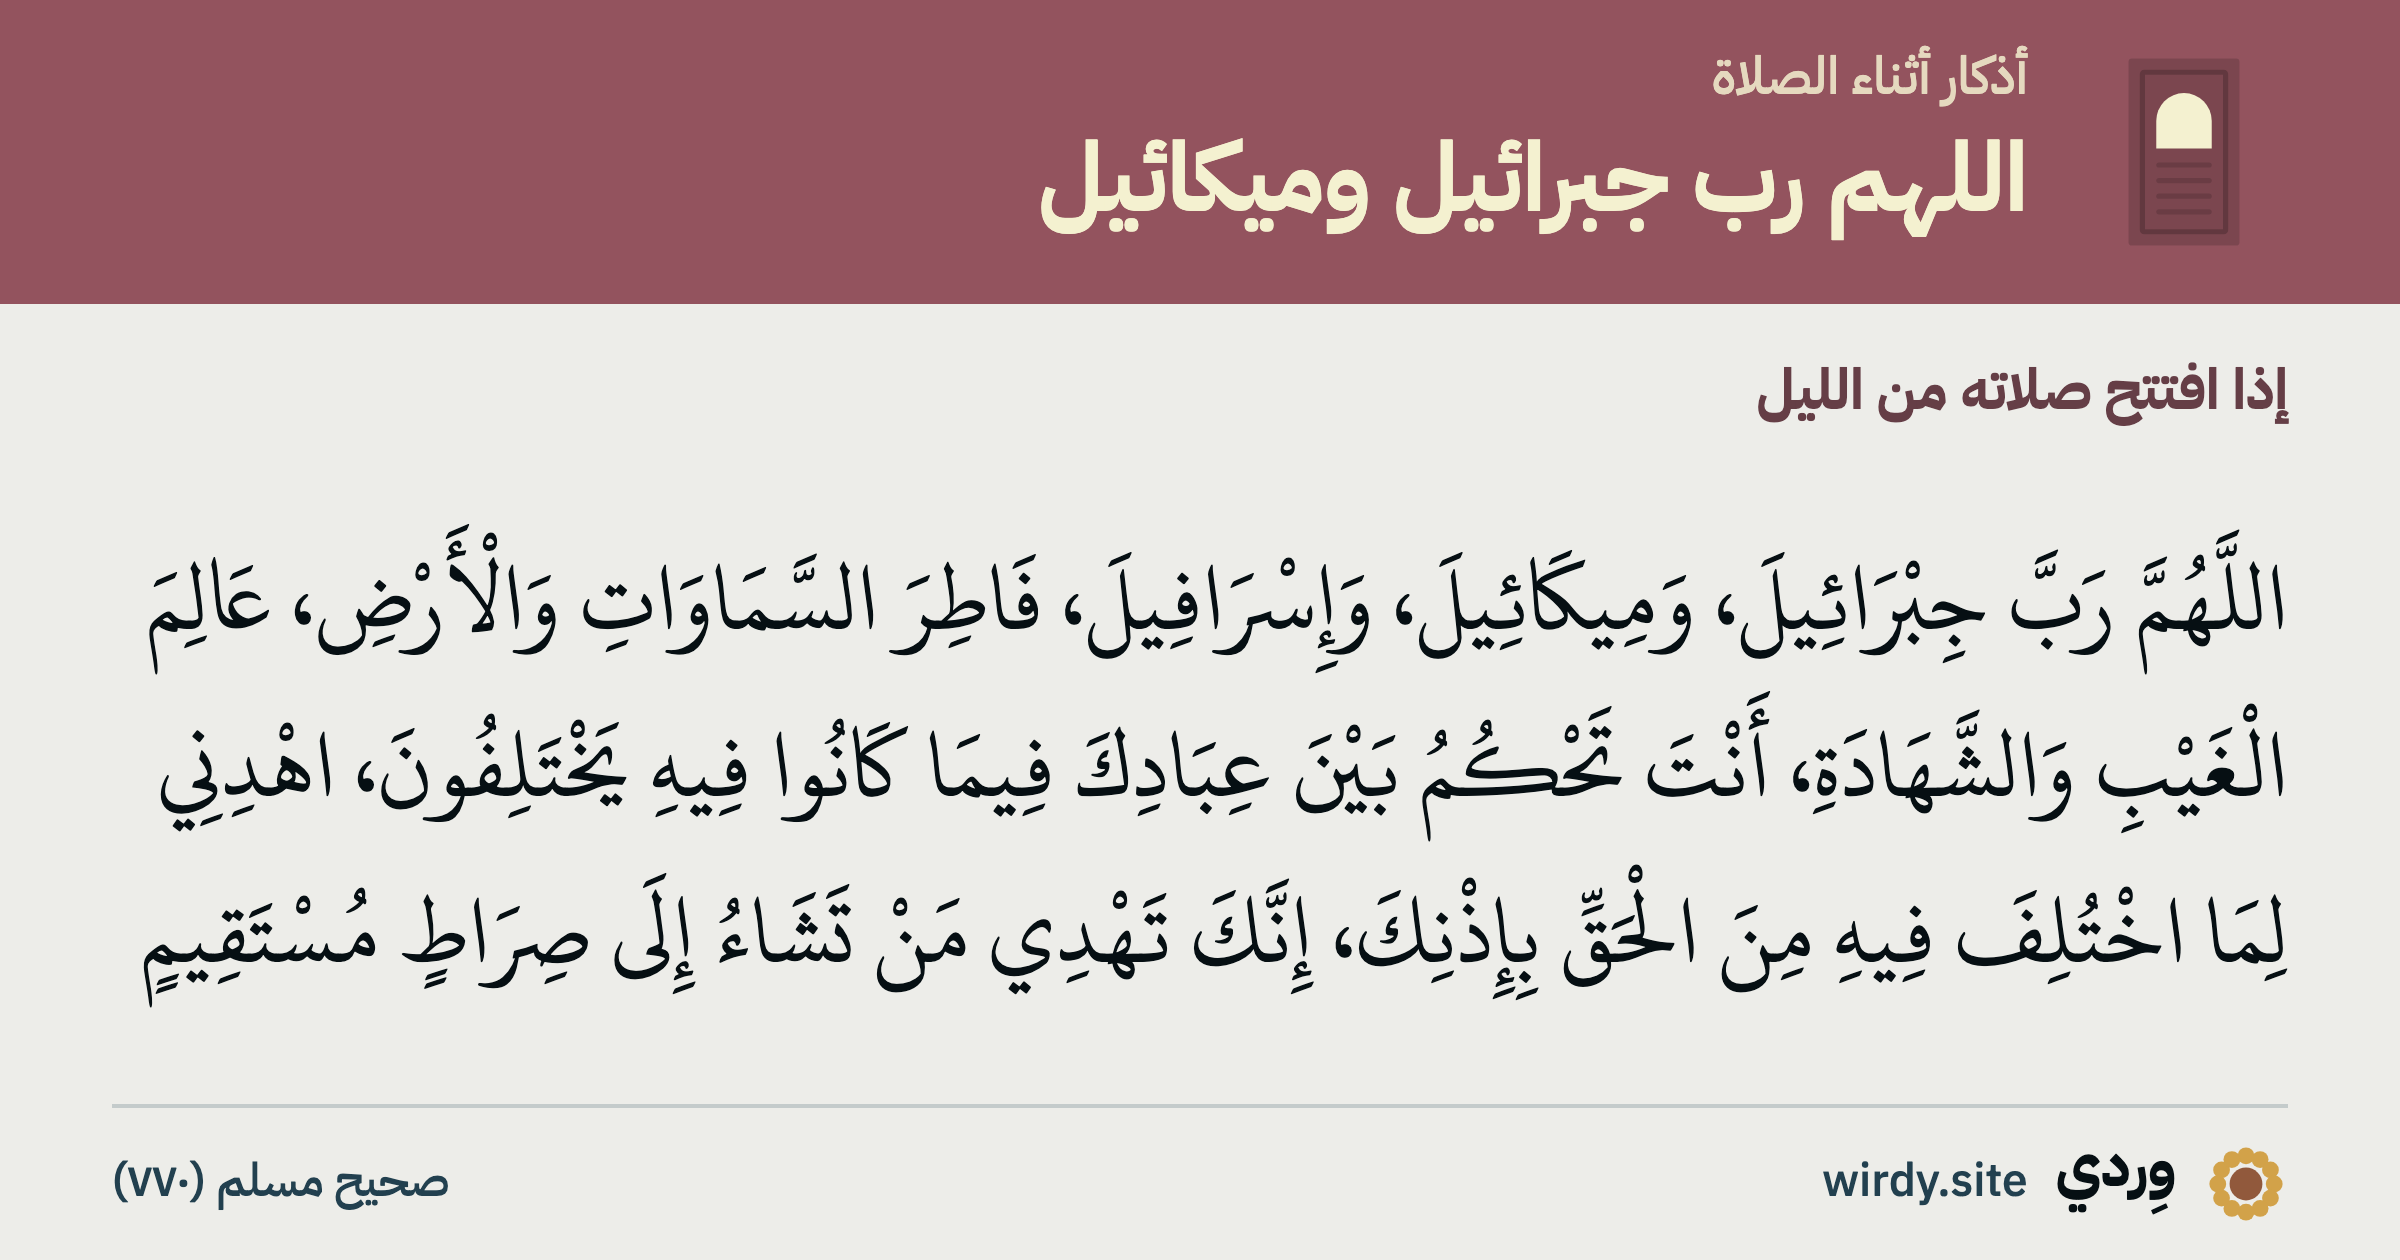 أذكار أثناء الصلاة
اللهم رب جبرائيل وميكائيل
إذا افتتح صلاته من الليل
اللَّهُمَّ رَبَّ جِبْرَائِيلَ، وَمِيكَائِيلَ، وَإِسْرَافِيلَ، فَاطِرَ السَّمَاوَاتِ وَالْأَرْضِ، عَالِمَ
الْغَيْبِ وَالشَّهَادَةِ، أَنْتَ تَحْكُمُ بَيْنَ عِبَادِكَ فِيمَا كَانُوا فِيهِ يَخْتَلِفُونَ، اهْدِنِي
لِمَا اخْتُلِفَ فِيهِ مِنَ الْحَقِّ بِإِذْنِكَ، إِنَّكَ تَهْدِي مَنْ تَشَاءُ إِلَى صِرَاطٍ مُسْتَقِيمٍ
وِردي wirdy.site
صحيح مسلم (٧٧٠)